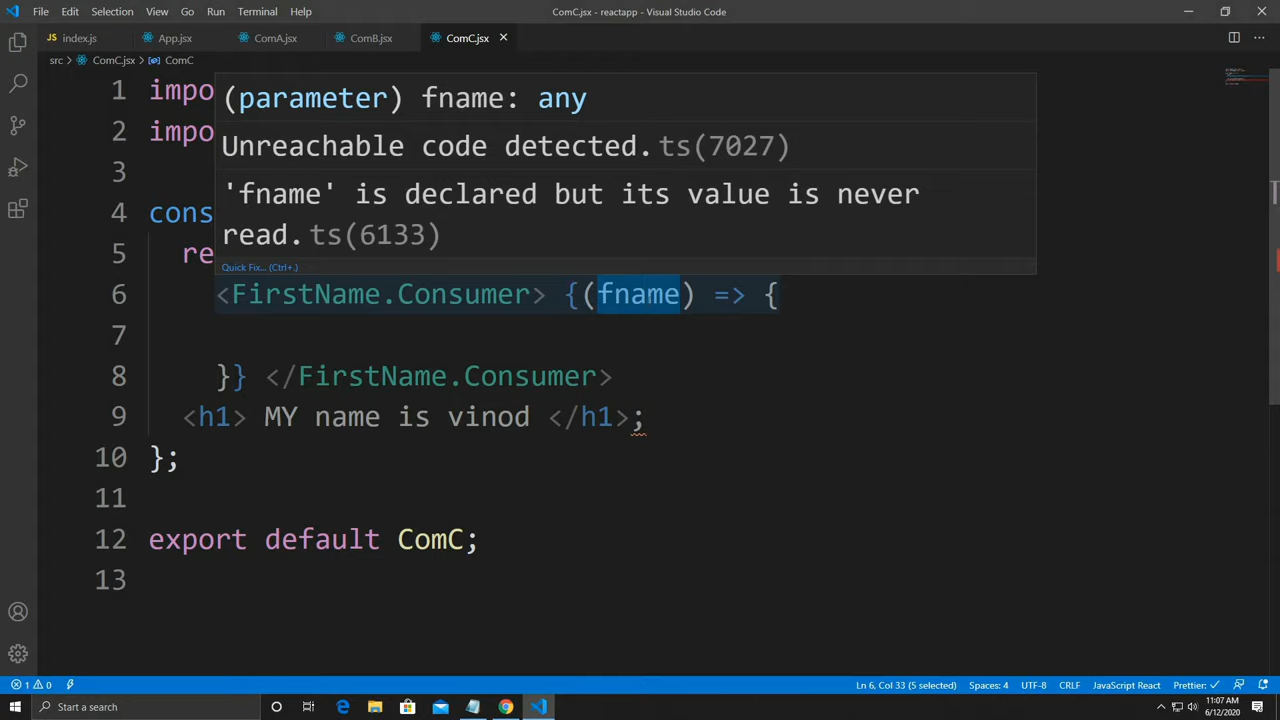 File Edit Selection View Go Run Terminal Help
ComC.jsx - reactapp - Visual Studio Code
JS index.js App.jsx ComA.jsx ComB.jsx ComC.jsx
src > ComC.jsx > ComC
1 impo
2 impo
3
4 cons
5 re
(parameter) fname: any
Unreachable code detected. ts(7027)
'fname' is declared but its value is never
read. ts(6133)
Quick Fix... (Ctrl+.)
6 <FirstName.Consumer> {(fname) => {
7
8 }} </FirstName.Consumer>
9 <h1> MY name is vinod </h1>;
10 };
11
12 export default ComC;
13
1 0
Ln 6, Col 33 (5 selected) Spaces: 4 UTF-8 CRLF JavaScript React Prettier: ✓
Start a search
11:07 AM
6/12/2020